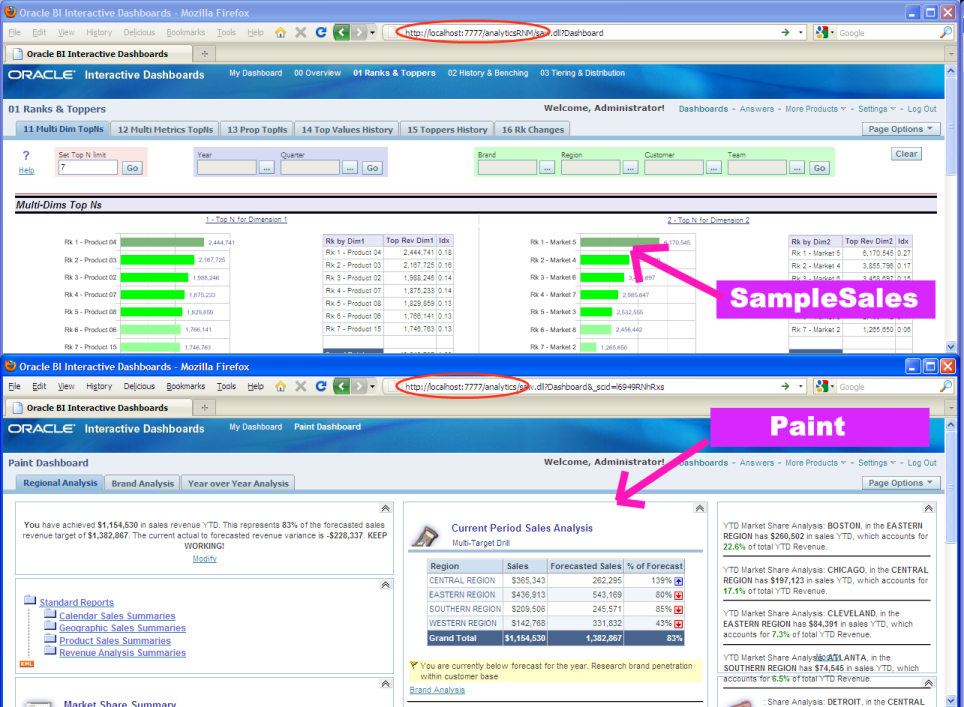 Oracle BI Interactive Dashboards - Mozilla Firefox
File Edit View History Delicious Bookmarks Tools Help
http://localhost:7777/analyticsRNM/saw.dll?Dashboard
Google
Oracle BI Interactive Dashboards
ORACLE Interactive Dashboards
My Dashboard 00 Overview 01 Ranks & Toppers 02 History & Benching 03 Tiering & Distribution
01 Ranks & Toppers
Welcome, Administrator! Dashboards - Answers - More Products - Settings - Log Out
11 Multi Dim TopNs 12 Multi Metrics TopNs 13 Prop TopNs 14 Top Values History 15 Toppers History 16 Rk Changes
Page Options
? Help
Set Top N limit
7 Go
Year Quarter
... ... Go
Brand Region Customer Team
... ... ... ... Go
Clear
Multi-Dims Top Ns
1 - Top N for Dimension 1
Rk 1 - Product 04 2,444,741
Rk 2 - Product 03 2,167,725
Rk 3 - Product 02 1,988,246
Rk 4 - Product 07 1,875,233
Rk 5 - Product 08 1,829,859
Rk 6 - Product 06 1,766,141
Rk 7 - Product 15 1,746,763
Rk by Dim1 Top Rev Dim1 Idx
Rk 1 - Product 04 2,444,741 0.18
Rk 2 - Product 03 2,167,725 0.16
Rk 3 - Product 02 1,988,246 0.14
Rk 4 - Product 07 1,875,233 0.14
Rk 5 - Product 08 1,829,859 0.13
Rk 6 - Product 06 1,766,141 0.13
Rk 7 - Product 15 1,746,763 0.13
2 - Top N for Dimension 2
Rk 1 - Market 5 6,170,545
Rk 2 - Market 4
Rk 3 - Market 6
Rk 4 - Market 7 2,985,647
Rk 5 - Market 3 2,532,555
Rk 6 - Market 8 2,456,442
Rk 7 - Market 2 1,265,650
Rk by Dim2 Top Rev Dim2 Idx
Rk 1 - Market 5 6,170,545 0.27
Rk 2 - Market 4 3,855,796 0.17
Rk 3 - Market 6 3,458,697 0.15
Rk 7 - Market 2 1,265,650 0.06
SampleSales
Oracle BI Interactive Dashboards - Mozilla Firefox
File Edit View History Delicious Bookmarks Tools Help
http://localhost:7777/analytics/saw.dll?Dashboard&_scid=I6949RNhRxs
Google
Oracle BI Interactive Dashboards
ORACLE Interactive Dashboards
My Dashboard Paint Dashboard
Paint
Paint Dashboard
Welcome, Administrator! Dashboards - Answers - More Products - Settings - Log Out
Regional Analysis Brand Analysis Year over Year Analysis
Page Options
You have achieved $1,154,530 in sales revenue YTD. This represents 83% of the forecasted sales
revenue target of $1,382,867. The current actual to forecasted revenue variance is -$228,337. KEEP
WORKING!
Modify
Standard Reports
Calendar Sales Summaries
Geographic Sales Summaries
Product Sales Summaries
Revenue Analysis Summaries
XML
Market Share Summary
Current Period Sales Analysis
Multi-Target Drill
Region Sales Forecasted Sales % of Forecast
CENTRAL REGION $365,343 262,295 139%
EASTERN REGION $436,913 543,169 80%
SOUTHERN REGION $209,506 245,571 85%
WESTERN REGION $142,768 331,832 43%
Grand Total $1,154,530 1,382,867 83%
You are currently below forecast for the year. Research brand penetration
within customer base
Brand Analysis
YTD Market Share Analysis: BOSTON, in the EASTERN
REGION has $260,502 in sales YTD, which accounts for
22.6% of total YTD Revenue.
YTD Market Share Analysis: CHICAGO, in the CENTRAL
REGION has $197,123 in sales YTD, which accounts for
17.1% of total YTD Revenue.
YTD Market Share Analysis: CLEVELAND, in the
EASTERN REGION has $84,391 in sales YTD, which
accounts for 7.3% of total YTD Revenue.
YTD Market Share Analysis: ATLANTA, in the
SOUTHERN REGION has $74,545 in sales YTD, which
accounts for 6.5% of total YTD Revenue.
: Share Analysis: DETROIT, in the CENTRAL